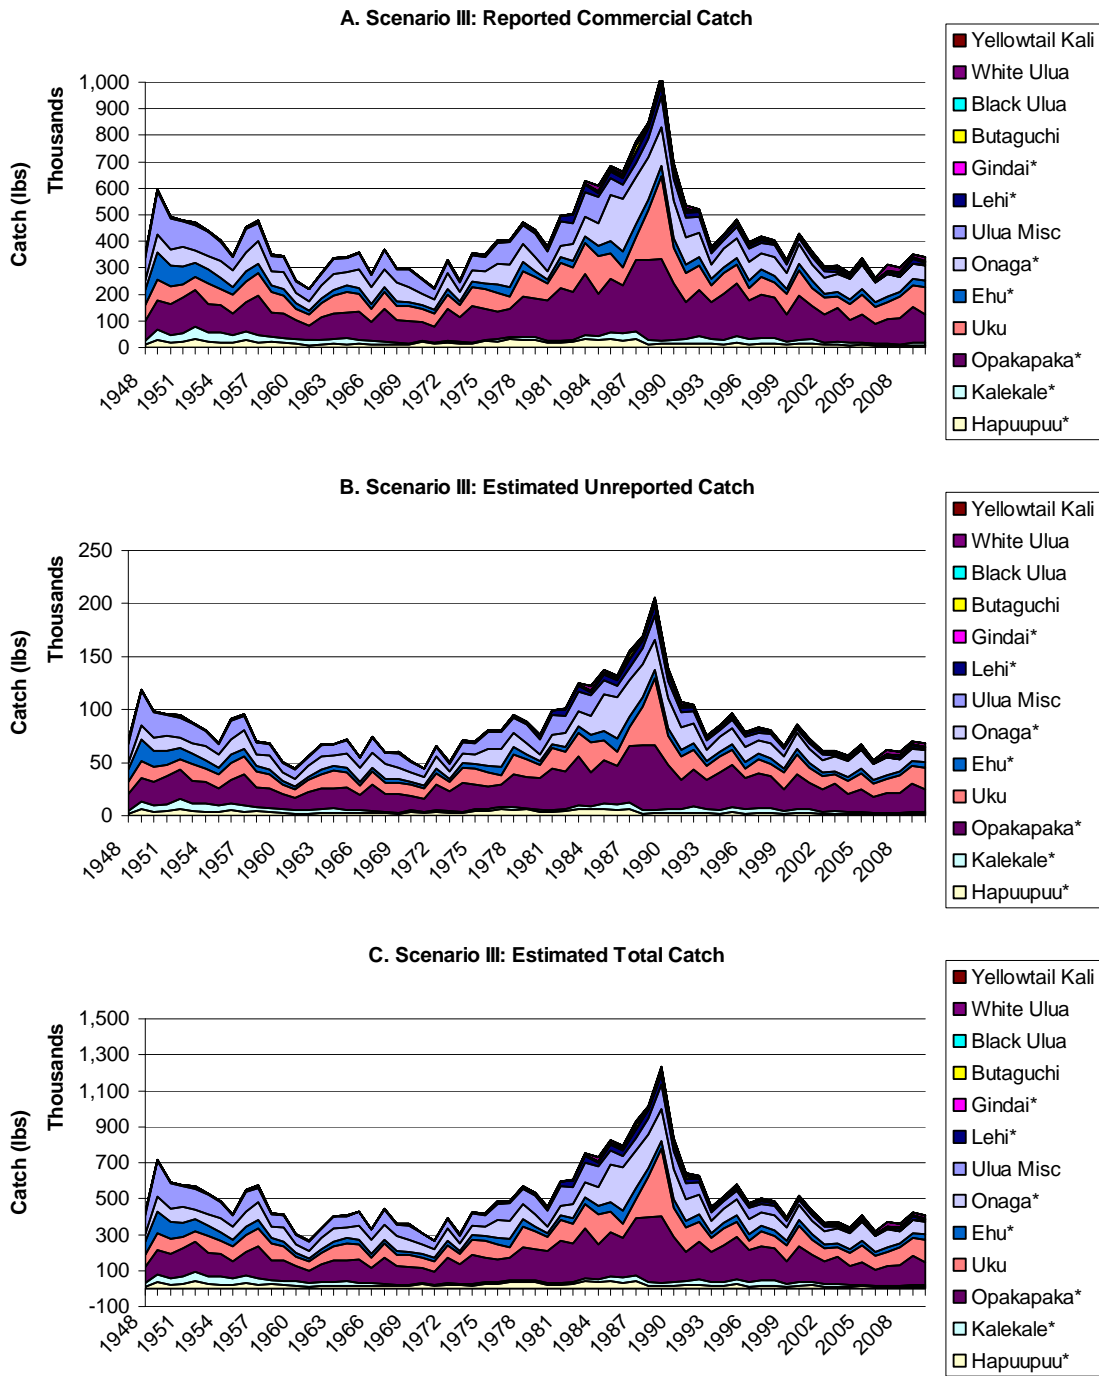 A. Scenario III: Reported Commercial Catch
Catch (lbs)
Thousands
1,000
900
800
700
600
500
400
300
200
100
0
1948
1951
1954
1957
1960
1963
1966
1969
1972
1975
1978
1981
1984
1987
1990
1993
1996
1999
2002
2005
2008
Yellowtail Kali
White Ulua
Black Ulua
Butaguchi
Gindai*
Lehi*
Ulua Misc
Onaga*
Ehu*
Uku
Opakapaka*
Kalekale*
Hapuupuu*
B. Scenario III: Estimated Unreported Catch
Catch (lbs)
Thousands
250
200
150
100
50
0
1948
1951
1954
1957
1960
1963
1966
1969
1972
1975
1978
1981
1984
1987
1990
1993
1996
1999
2002
2005
2008
Yellowtail Kali
White Ulua
Black Ulua
Butaguchi
Gindai*
Lehi*
Ulua Misc
Onaga*
Ehu*
Uku
Opakapaka*
Kalekale*
Hapuupuu*
C. Scenario III: Estimated Total Catch
Catch (lbs)
Thousands
1,500
1,300
1,100
900
700
500
300
100
-100
1948
1951
1954
1957
1960
1963
1966
1969
1972
1975
1978
1981
1984
1987
1990
1993
1996
1999
2002
2005
2008
Yellowtail Kali
White Ulua
Black Ulua
Butaguchi
Gindai*
Lehi*
Ulua Misc
Onaga*
Ehu*
Uku
Opakapaka*
Kalekale*
Hapuupuu*